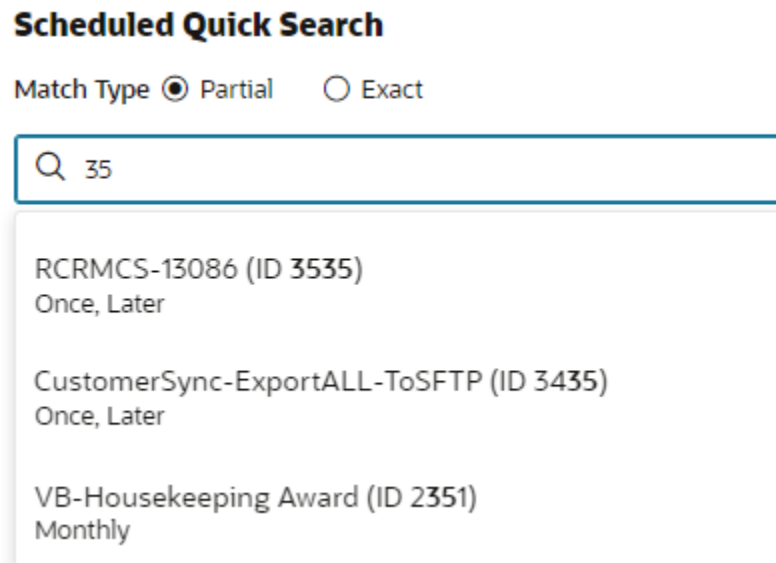 Scheduled Quick Search
Match Type Partial Exact
35
RCRMCS-13086 (ID 3535)
Once, Later
CustomerSync-ExportALL-ToSFTP (ID 3435)
Once, Later
VB-Housekeeping Award (ID 2351)
Monthly